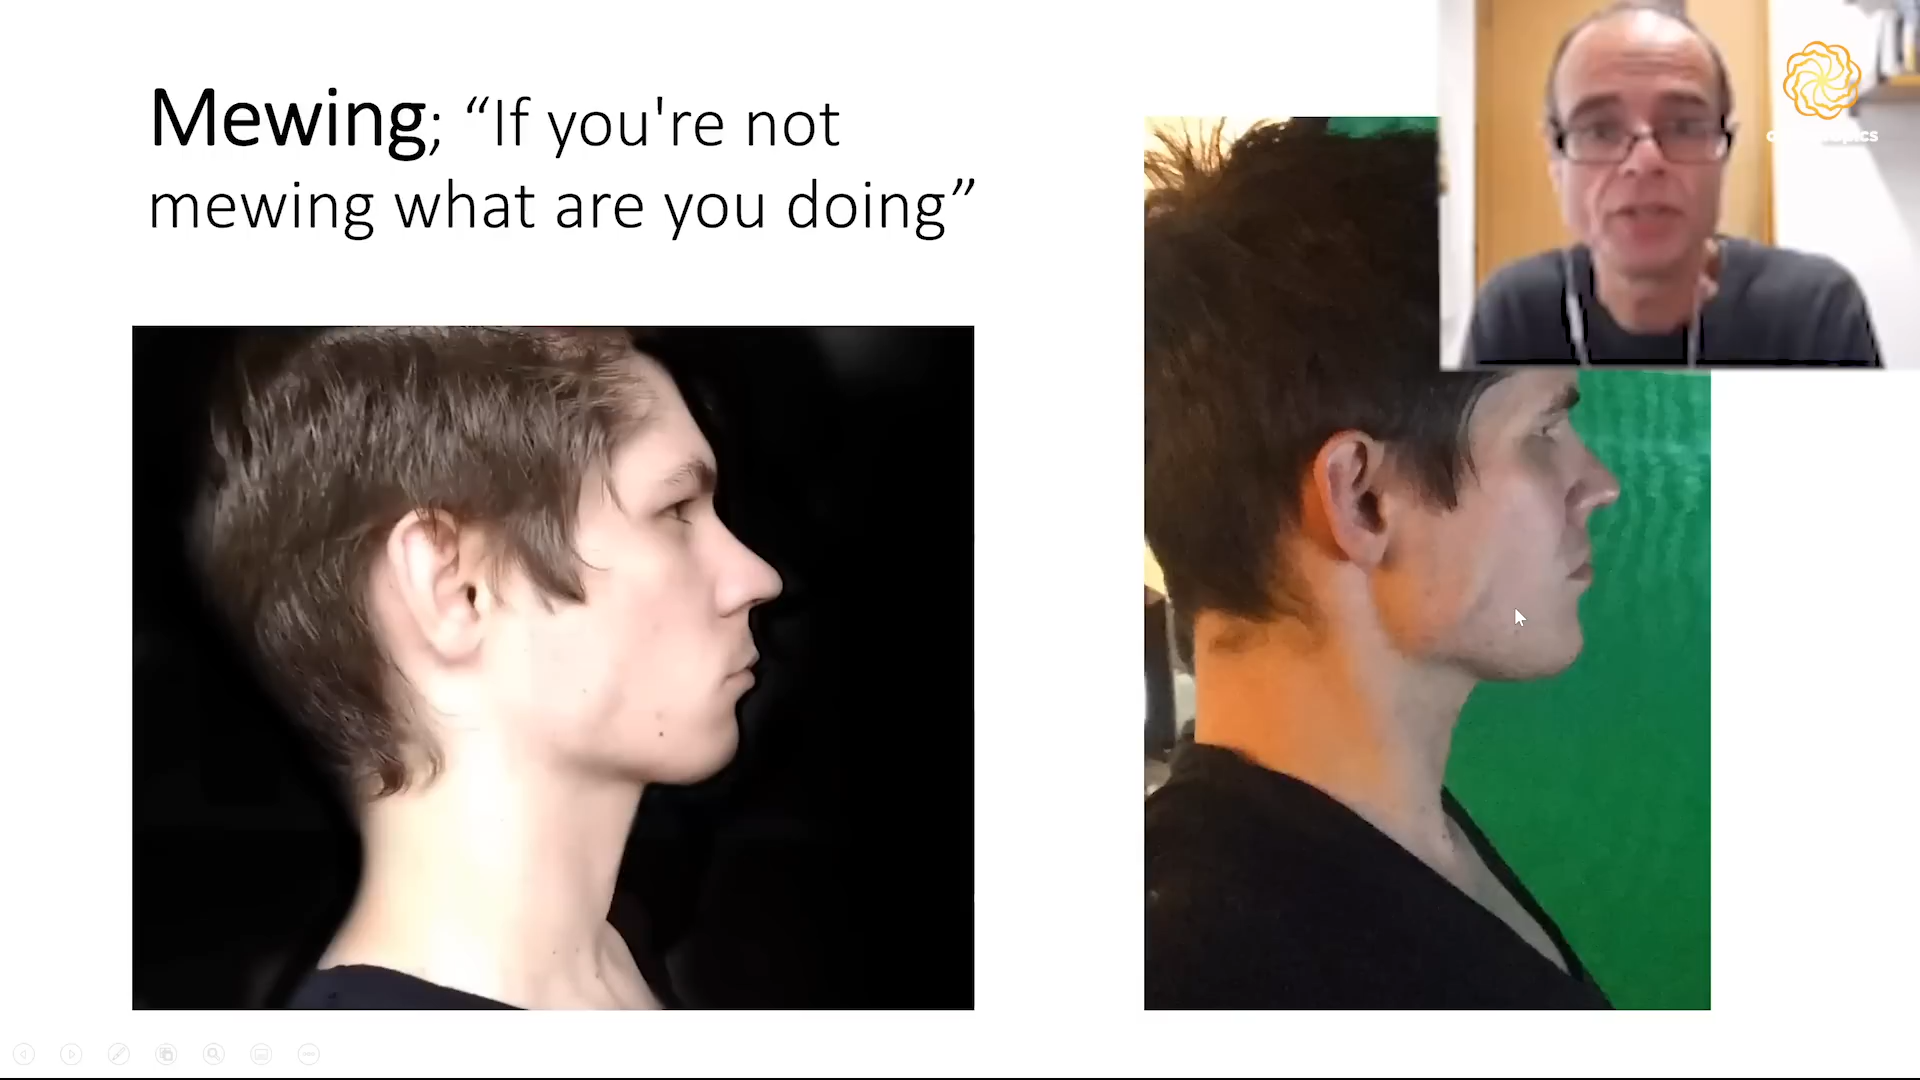 Mewing; “If you're not
mewing what are you doing”